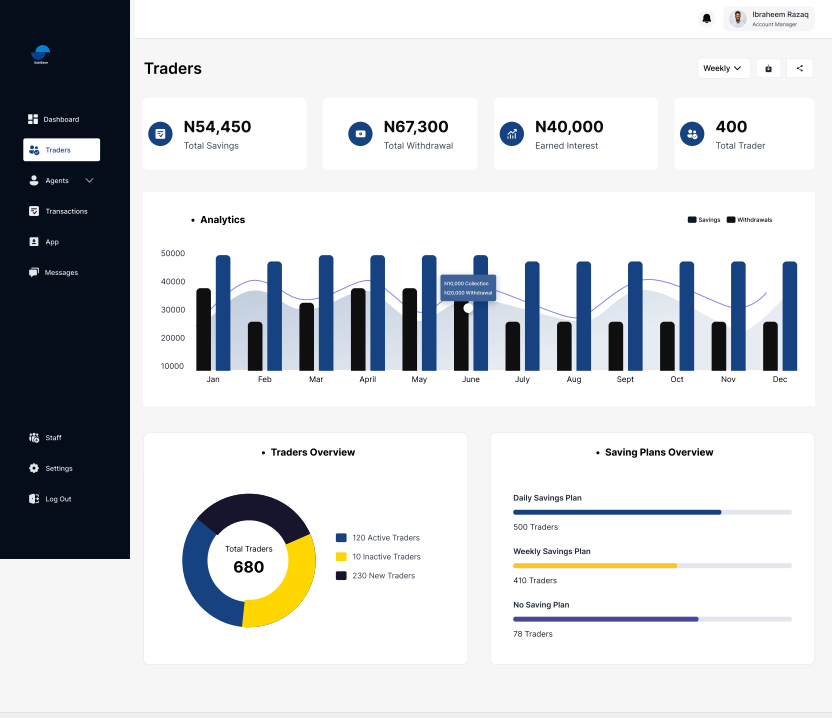 Ibraheem Razaq
Account Manager
Traders
Weekly
Dashboard
Traders
Agents
Transactions
App
Messages
Staff
Settings
Log Out
N54,450
Total Savings
N67,300
Total Withdrawal
N40,000
Earned Interest
400
Total Trader
• Analytics
Savings
Withdrawals
50000
40000
30000
20000
10000
N10,000 Collection
N20,000 Withdrawal
Jan Feb Mar April May June July Aug Sept Oct Nov Dec
• Traders Overview
Total Traders
680
120 Active Traders
10 Inactive Traders
230 New Traders
• Saving Plans Overview
Daily Savings Plan
500 Traders
Weekly Savings Plan
410 Traders
No Saving Plan
78 Traders